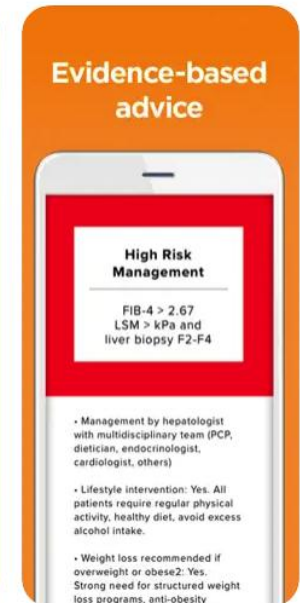 Evidence-based
advice
High Risk
Management
FIB-4 > 2.67
LSM > kPa and
liver biopsy F2-F4
• Management by hepatologist
with multidisciplinary team (PCP,
dietician, endocrinologist,
cardiologist, others)
• Lifestyle intervention: Yes. All
patients require regular physical
activity, healthy diet, avoid excess
alcohol intake.
• Weight loss recommended if
overweight or obese2: Yes.
Strong need for structured weight
loss programs, anti-obesity